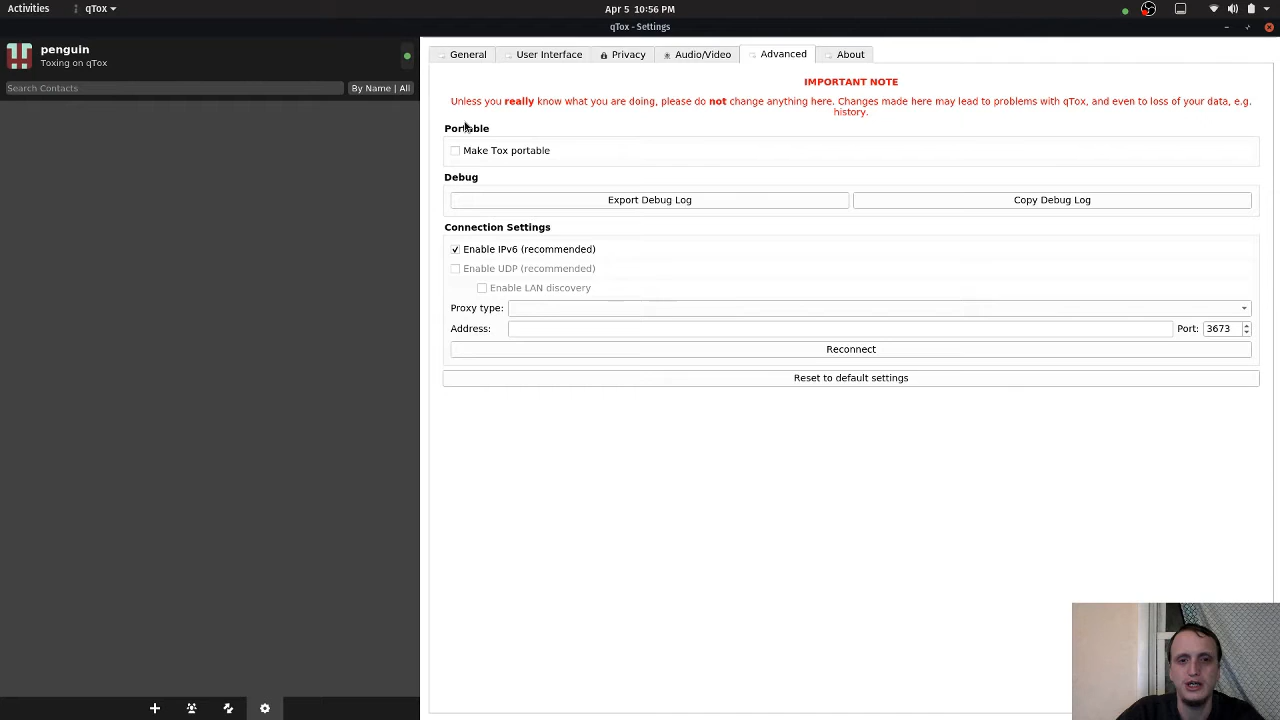 Activities
qTox
Apr 5 10:56 PM
qTox - Settings
penguin
Toxing on qTox
Search Contacts
By Name | All
General
User Interface
Privacy
Audio/Video
Advanced
About
IMPORTANT NOTE
Unless you really know what you are doing, please do not change anything here. Changes made here may lead to problems with qTox, and even to loss of your data, e.g.
history.
Portable
Make Tox portable
Debug
Export Debug Log
Copy Debug Log
Connection Settings
Enable IPv6 (recommended)
Enable UDP (recommended)
Enable LAN discovery
Proxy type:
Address:
Port: 3673
Reconnect
Reset to default settings